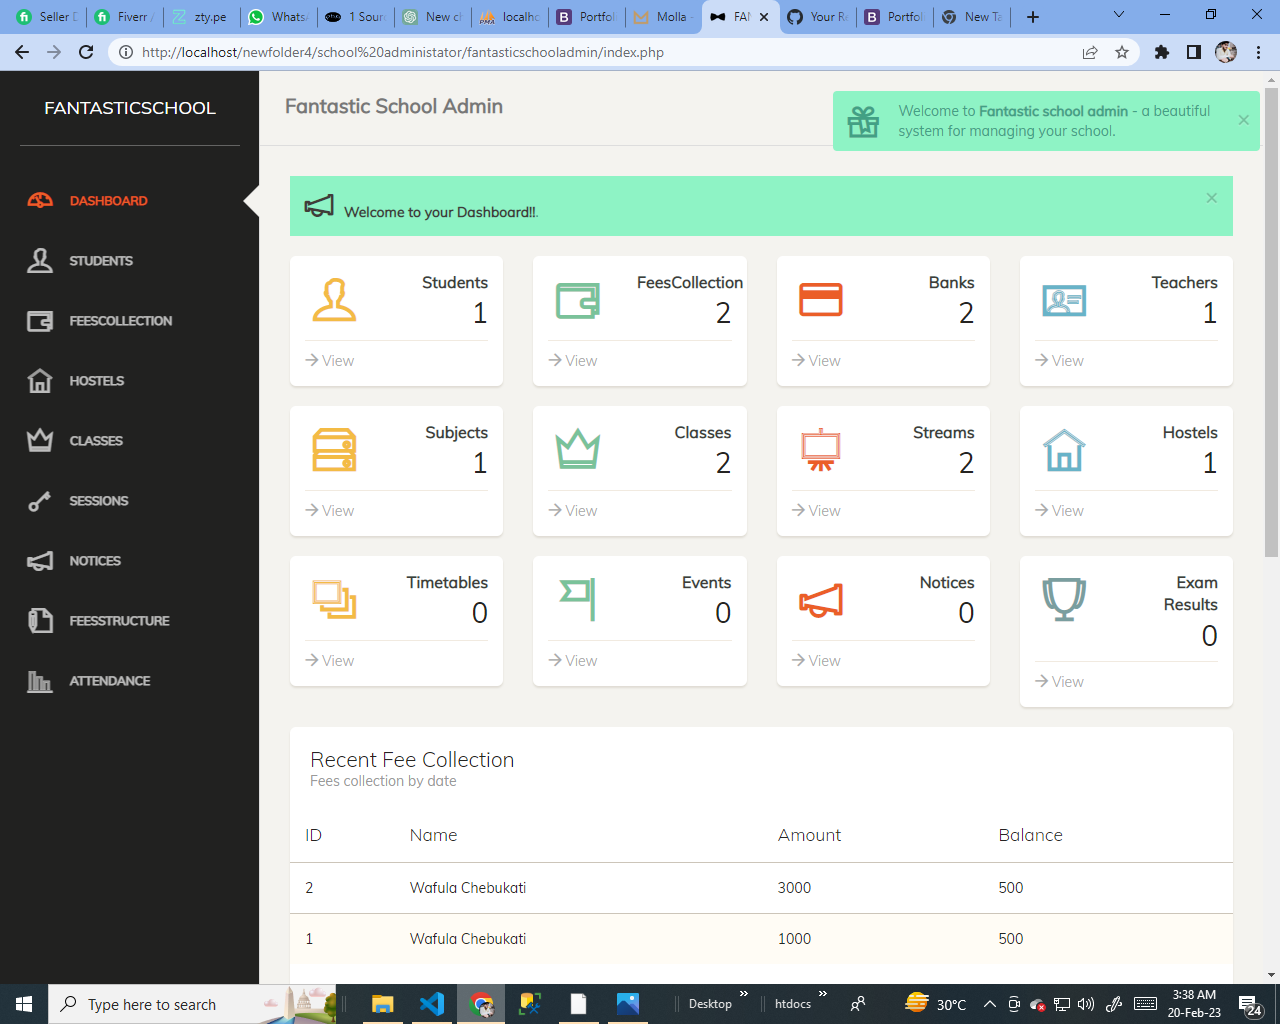 Seller D
Fiverr /
zty.pe
WhatsA
1 Sourc
New ch
localho
Portfol
Molla -
FAN
Your Re
Portfol
New Ta
http://localhost/newfolder4/school%20administator/fantasticschooladmin/index.php
FANTASTICSCHOOL
Fantastic School Admin
Welcome to Fantastic school admin - a beautiful
system for managing your school.
DASHBOARD
STUDENTS
FEESCOLLECTION
HOSTELS
CLASSES
SESSIONS
NOTICES
FEESSTRUCTURE
ATTENDANCE
Welcome to your Dashboard!!.
Students
1
View
FeesCollection
2
View
Banks
2
View
Teachers
1
View
Subjects
1
View
Classes
2
View
Streams
2
View
Hostels
1
View
Timetables
0
View
Events
0
View
Notices
0
View
Exam
Results
0
View
Recent Fee Collection
Fees collection by date
ID Name Amount Balance
2 Wafula Chebukati 3000 500
1 Wafula Chebukati 1000 500
Type here to search
Desktop »
htdocs »
30°C
3:38 AM
20-Feb-23
24